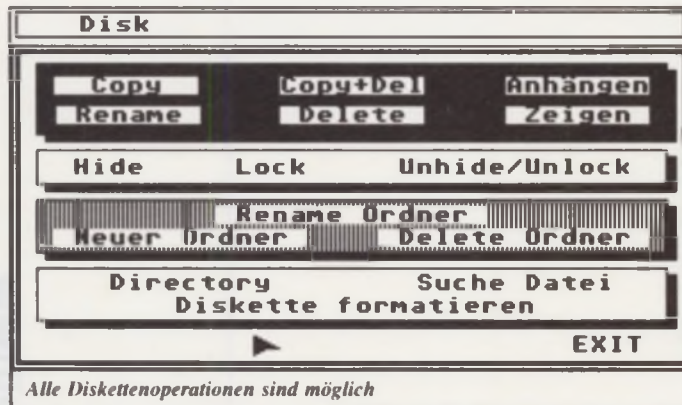 Disk
Copy Copy+Del Anhängen
Rename Delete Zeigen
Hide Lock Unhide/Unlock
Rename Ordner
Neuer Ordner Delete Ordner
Directory Suche Datei
Diskette formatieren
EXIT
Alle Diskettenoperationen sind möglich